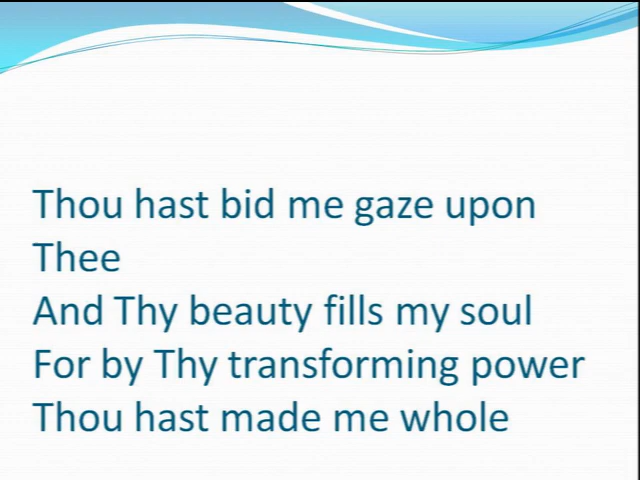 Thou hast bid me gaze upon
Thee
And Thy beauty fills my soul
For by Thy transforming power
Thou hast made me whole